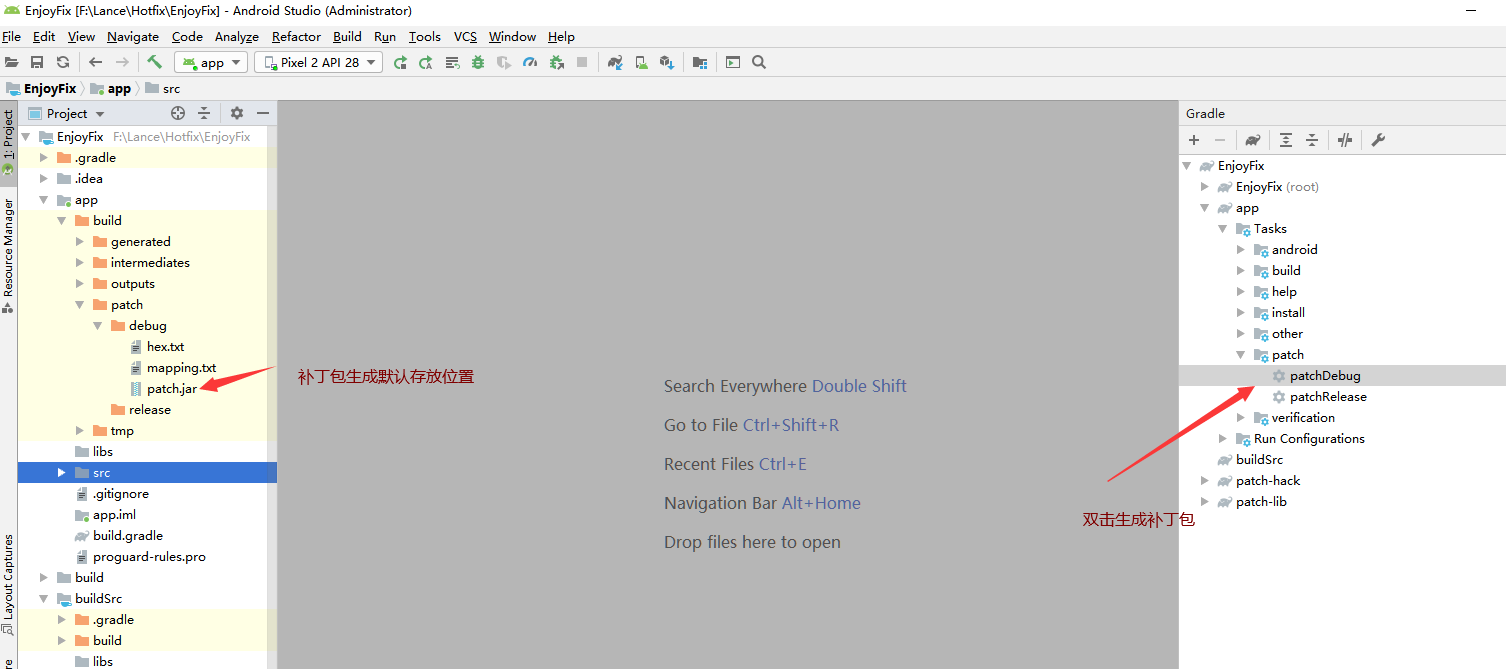 EnjoyFix [F:\Lance\Hotfix\EnjoyFix] - Android Studio (Administrator)
File Edit View Navigate Code Analyze Refactor Build Run Tools VCS Window Help
app Pixel 2 API 28
EnjoyFix app src
1: Project
Resource Manager
Layout Captures
Project
EnjoyFix F:\Lance\Hotfix\EnjoyFix
.gradle
.idea
app
build
generated
intermediates
outputs
patch
debug
hex.txt
mapping.txt
patch.jar
release
tmp
libs
src
.gitignore
app.iml
build.gradle
proguard-rules.pro
build
buildSrc
.gradle
build
libs
补丁包生成默认存放位置
Search Everywhere Double Shift
Go to File Ctrl+Shift+R
Recent Files Ctrl+E
Navigation Bar Alt+Home
Drop files here to open
双击生成补丁包
Gradle
EnjoyFix
EnjoyFix (root)
app
Tasks
android
build
help
install
other
patch
patchDebug
patchRelease
verification
Run Configurations
buildSrc
patch-hack
patch-lib